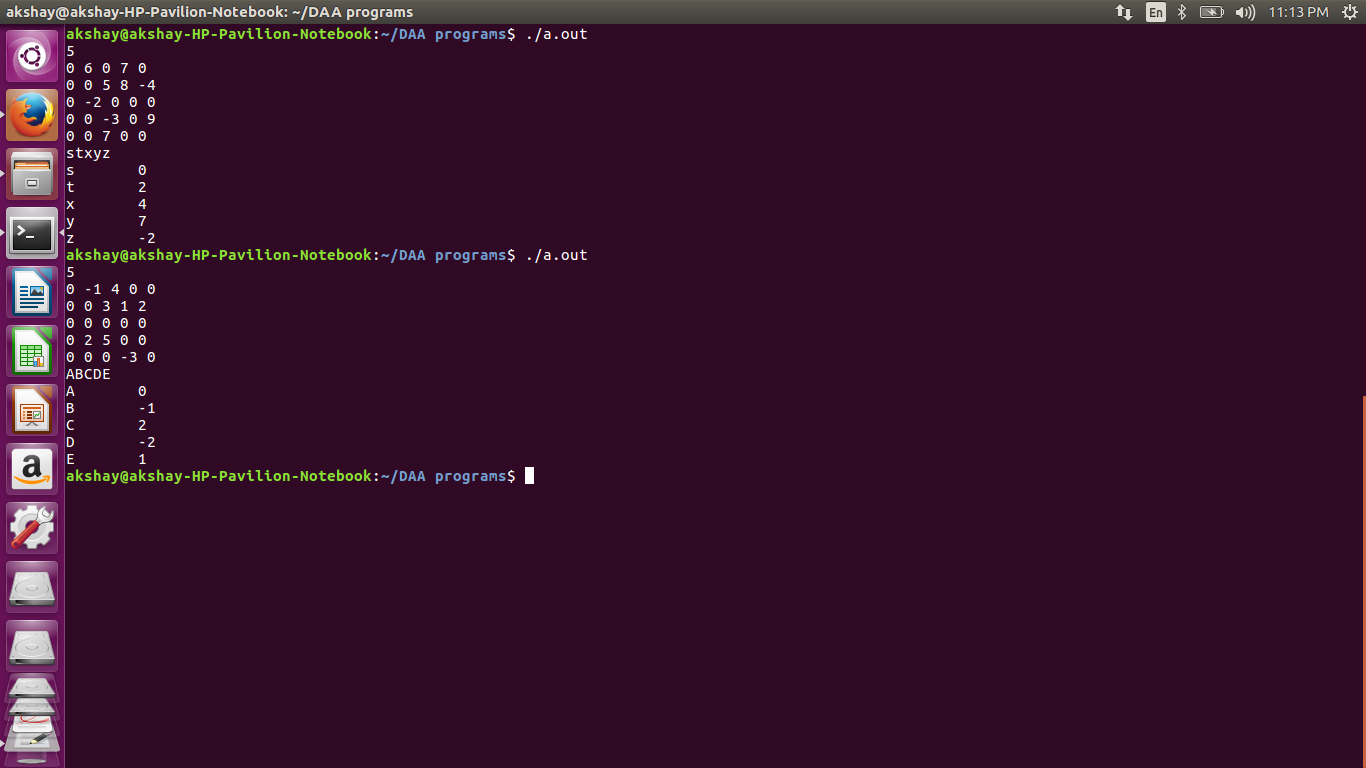 akshay@akshay-HP-Pavilion-Notebook: ~/DAA programs En 11:13 PM
akshay@akshay-HP-Pavilion-Notebook:~/DAA programs$ ./a.out
5
0 6 0 7 0
0 0 5 8 -4
0 -2 0 0 0
0 0 -3 0 9
0 0 7 0 0
stxyz
s 0
t 2
x 4
y 7
z -2
akshay@akshay-HP-Pavilion-Notebook:~/DAA programs$ ./a.out
5
0 -1 4 0 0
0 0 3 1 2
0 0 0 0 0
0 2 5 0 0
0 0 0 -3 0
ABCDE
A 0
B -1
C 2
D -2
E 1
akshay@akshay-HP-Pavilion-Notebook:~/DAA programs$